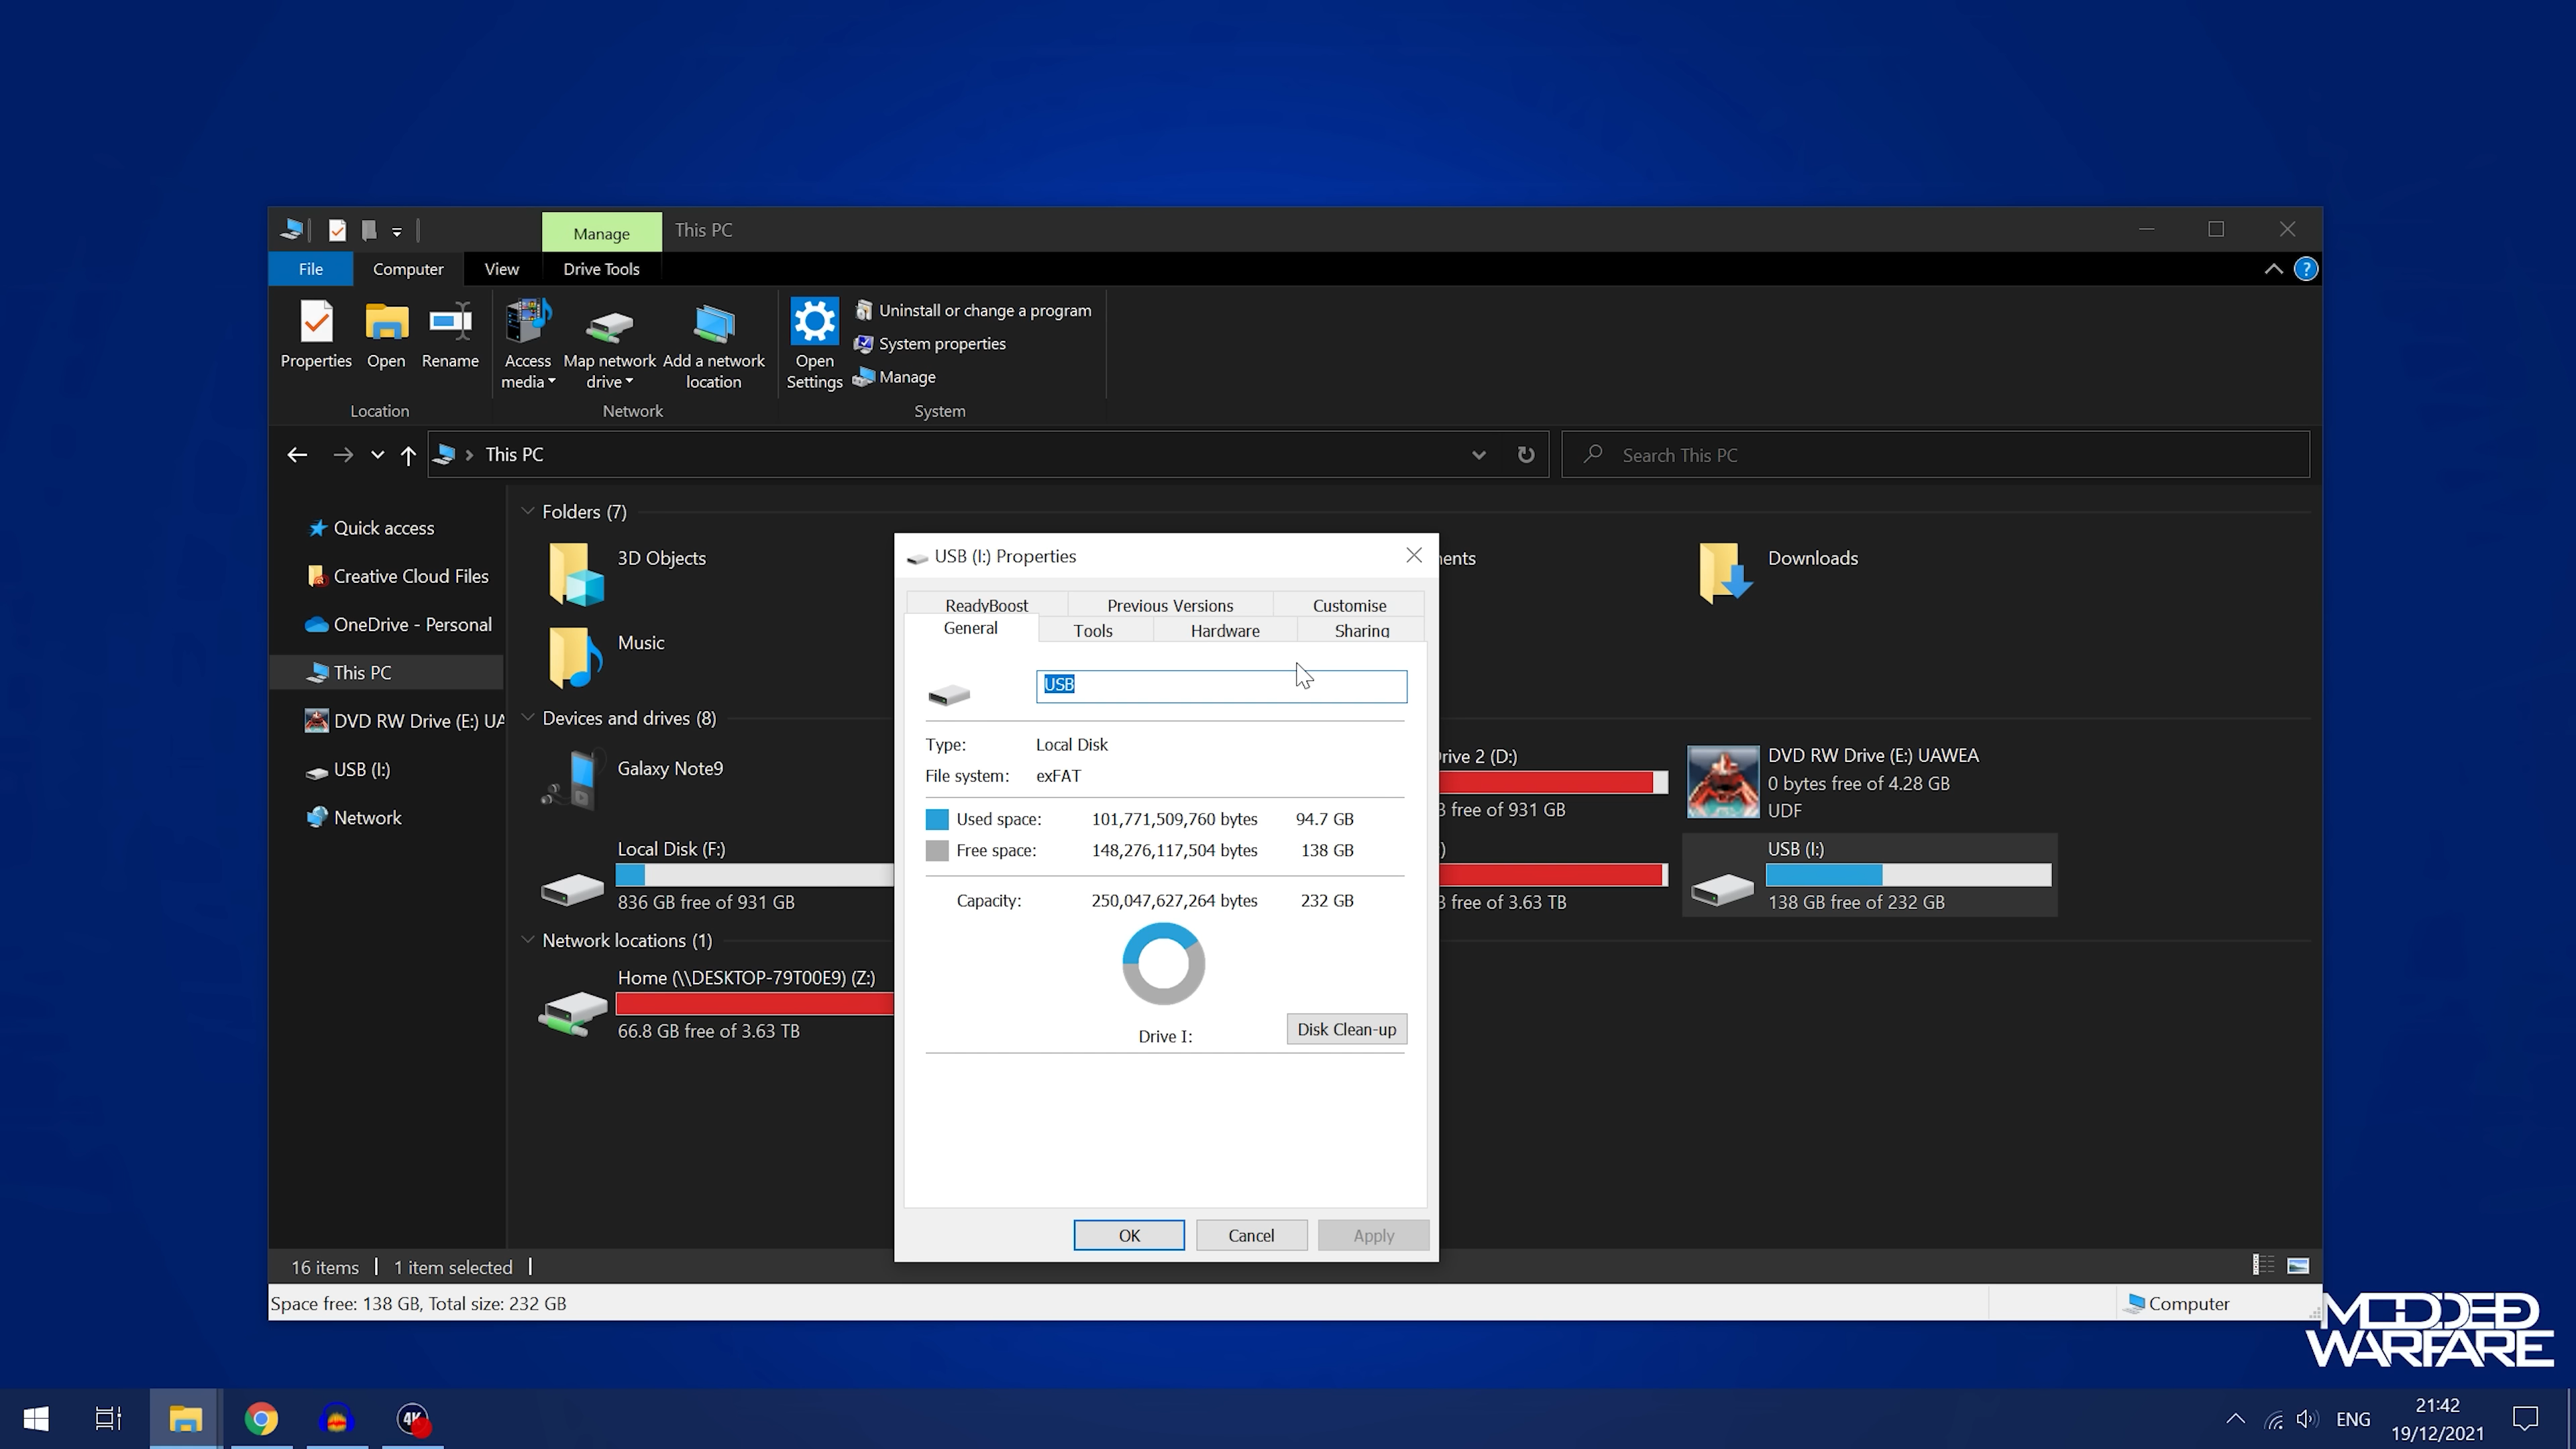 Manage
This PC
File
Computer
View
Drive Tools
Properties
Open
Rename
Access
media
Map network
drive
Add a network
location
Open
Settings
Uninstall or change a program
System properties
Manage
Location
Network
System
This PC
Search This PC
Quick access
Creative Cloud Files
OneDrive - Personal
This PC
DVD RW Drive (E:) UA
USB (I:)
Network
Folders (7)
3D Objects
ments
Downloads
Music
Devices and drives (8)
Galaxy Note9
rive 2 (D:)
3 free of 931 GB
DVD RW Drive (E:) UAWEA
0 bytes free of 4.28 GB
UDF
Local Disk (F:)
836 GB free of 931 GB
)
3 free of 3.63 TB
USB (I:)
138 GB free of 232 GB
Network locations (1)
Home (\\DESKTOP-79T00E9) (Z:)
66.8 GB free of 3.63 TB
USB (I:) Properties
ReadyBoost
Previous Versions
Customise
General
Tools
Hardware
Sharing
USB
Type: Local Disk
File system: exFAT
Used space: 101,771,509,760 bytes 94.7 GB
Free space: 148,276,117,504 bytes 138 GB
Capacity: 250,047,627,264 bytes 232 GB
Drive I:
Disk Clean-up
OK
Cancel
Apply
16 items
1 item selected
Space free: 138 GB, Total size: 232 GB
Computer
MODDED
WARFARE
4K
ENG
21:42
19/12/2021